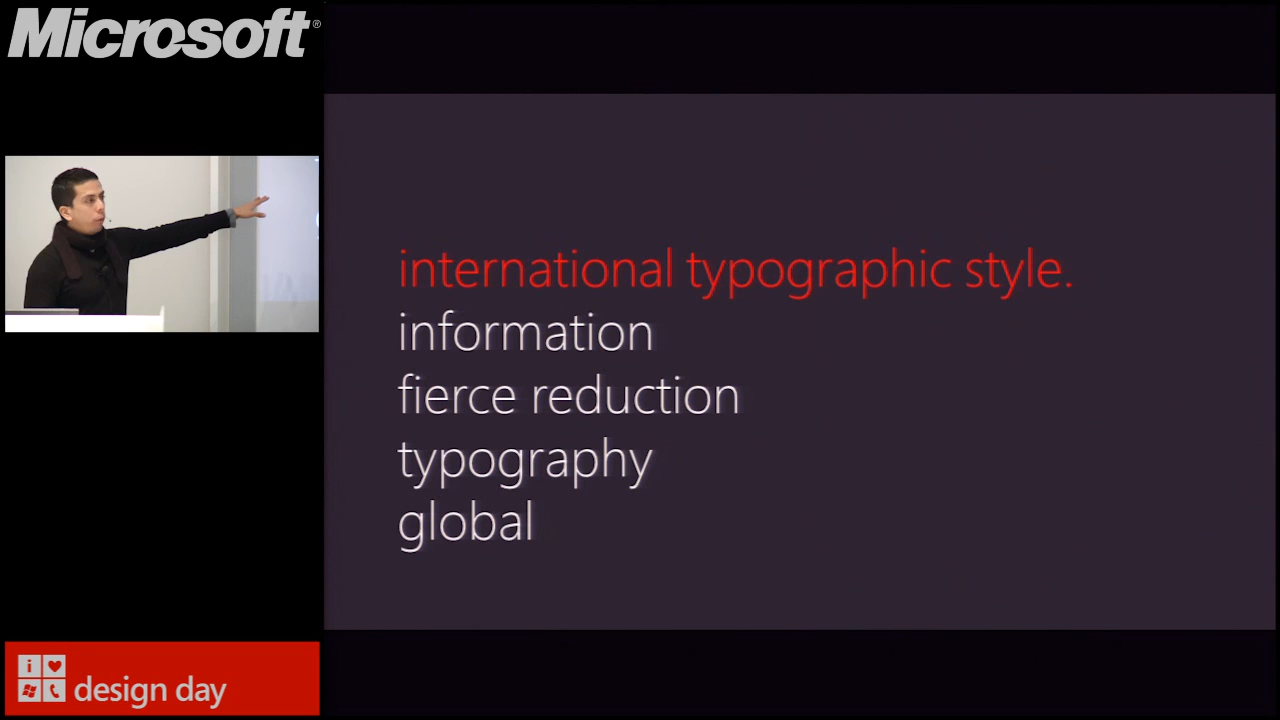 Microsoft®
international typographic style.
information
fierce reduction
typography
global
i
design day